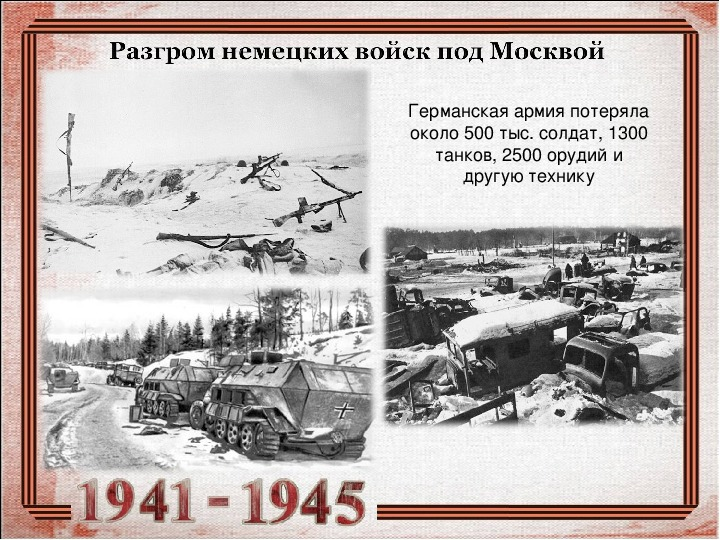 Разгром немецких войск под Москвой
Германская армия потеряла
около 500 тыс. солдат, 1300
танков, 2500 орудий и
другую технику
1941 - 1945